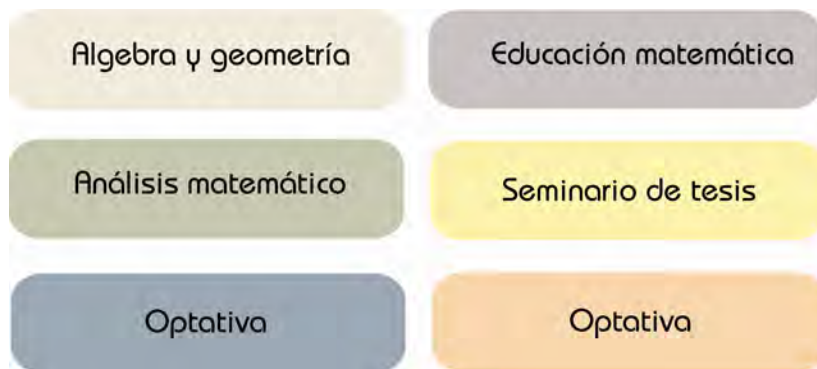 Algebra y geometría
Educación matemática
Análisis matemático
Seminario de tesis
Optativa
Optativa